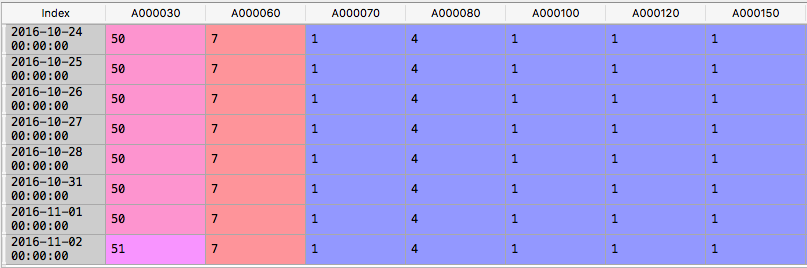 Index A000030 A000060 A000070 A000080 A000100 A000120 A000150
2016-10-24 00:00:00 50 7 1 4 1 1 1
2016-10-25 00:00:00 50 7 1 4 1 1 1
2016-10-26 00:00:00 50 7 1 4 1 1 1
2016-10-27 00:00:00 50 7 1 4 1 1 1
2016-10-28 00:00:00 50 7 1 4 1 1 1
2016-10-31 00:00:00 50 7 1 4 1 1 1
2016-11-01 00:00:00 50 7 1 4 1 1 1
2016-11-02 00:00:00 51 7 1 4 1 1 1